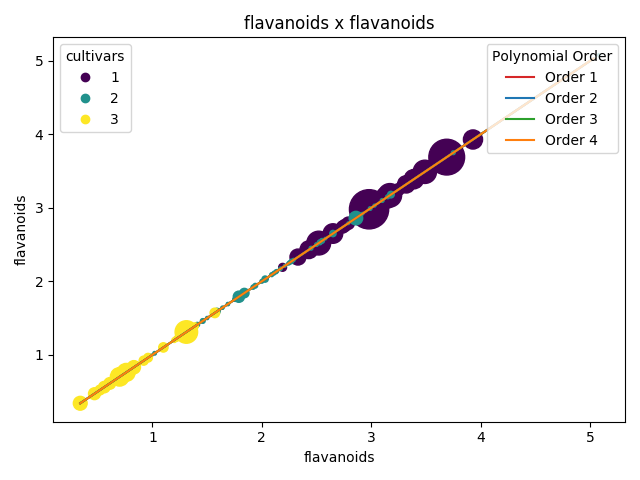 flavanoids x flavanoids
cultivars
1
2
3
Polynomial Order
Order 1
Order 2
Order 3
Order 4
flavanoids
5
4
3
2
1
1 2 3 4 5
flavanoids